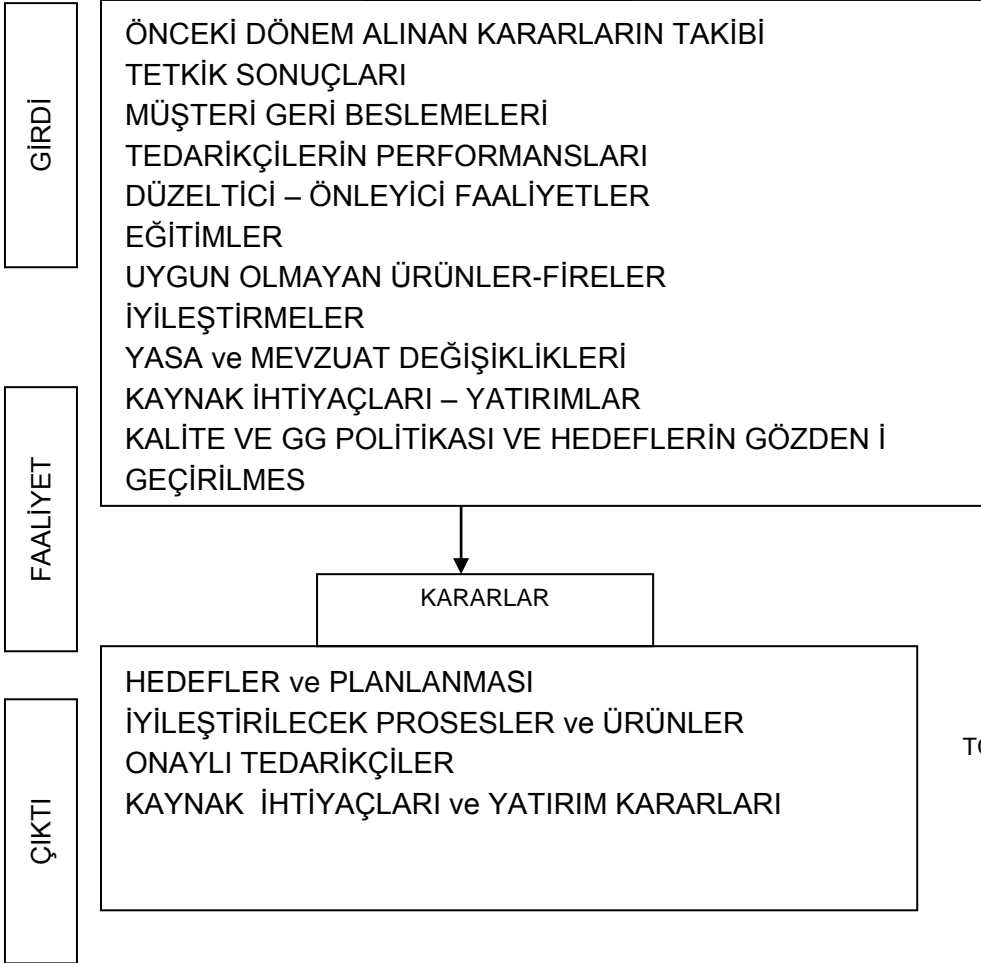 GİRDİ
ÖNCEKİ DÖNEM ALINAN KARARLARIN TAKİBİ
TETKİK SONUÇLARI
MÜŞTERİ GERİ BESLEMELERİ
TEDARİKÇİLERİN PERFORMANSLARI
DÜZELTİCİ – ÖNLEYİCİ FAALİYETLER
EĞİTİMLER
UYGUN OLMAYAN ÜRÜNLER-FİRELER
İYİLEŞTİRMELER
YASA ve MEVZUAT DEĞİŞİKLİKLERİ
KAYNAK İHTİYAÇLARI – YATIRIMLAR
KALİTE VE GG POLİTİKASI VE HEDEFLERİN GÖZDEN İ
GEÇİRİLMES
FAALİYET
KARARLAR
ÇIKTI
HEDEFLER ve PLANLANMASI
İYİLEŞTİRİLECEK PROSESLER ve ÜRÜNLER
ONAYLI TEDARİKÇİLER
KAYNAK İHTİYAÇLARI ve YATIRIM KARARLARI